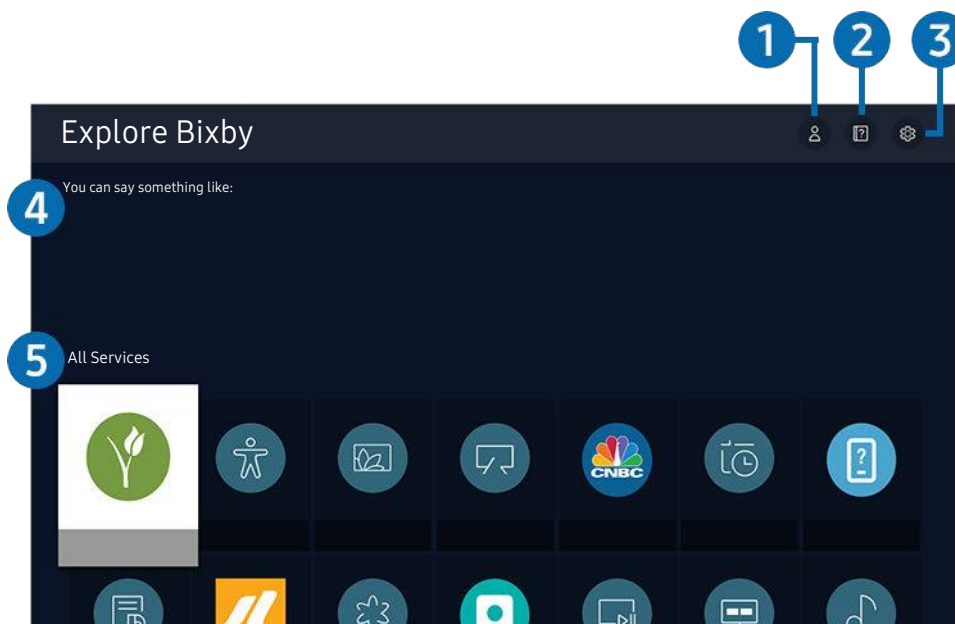 1 2 3
Explore Bixby
?
4
You can say something like:
5
All Services
CNBC
?